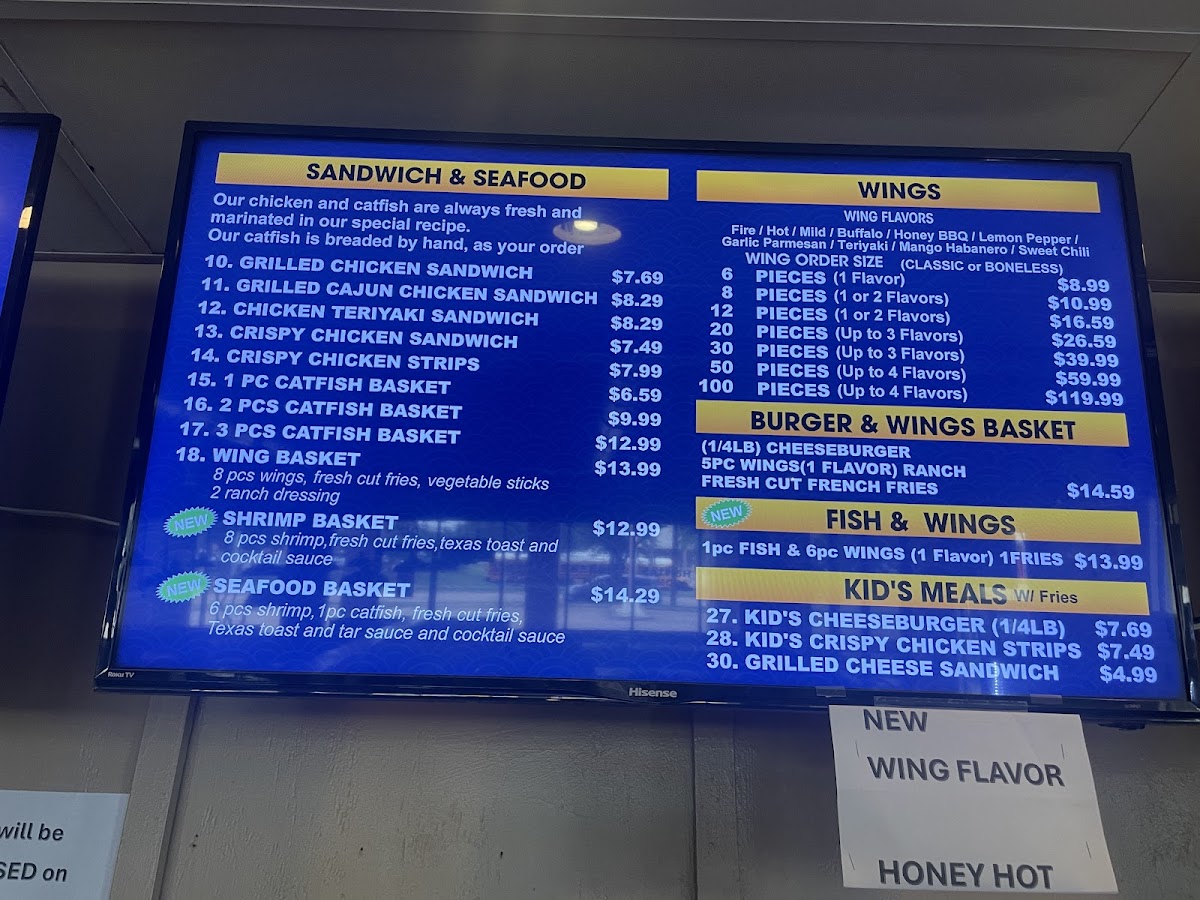 SANDWICH & SEAFOOD
Our chicken and catfish are always fresh and
marinated in our special recipe.
Our catfish is breaded by hand, as your order
10. GRILLED CHICKEN SANDWICH $7.69
11. GRILLED CAJUN CHICKEN SANDWICH $8.29
12. CHICKEN TERIYAKI SANDWICH $8.29
13. CRISPY CHICKEN SANDWICH $7.49
14. CRISPY CHICKEN STRIPS $7.99
15. 1 PC CATFISH BASKET $6.59
16. 2 PCS CATFISH BASKET $9.99
17. 3 PCS CATFISH BASKET $12.99
18. WING BASKET $13.99
8 pcs wings, fresh cut fries, vegetable sticks
2 ranch dressing
NEW SHRIMP BASKET $12.99
8 pcs shrimp,fresh cut fries,texas toast and
cocktail sauce
NEW SEAFOOD BASKET $14.29
6 pcs shrimp,1pc catfish, fresh cut fries,
Texas toast and tar sauce and cocktail sauce
WINGS
WING FLAVORS
Fire / Hot / Mild / Buffalo / Honey BBQ / Lemon Pepper /
Garlic Parmesan / Teriyaki / Mango Habanero / Sweet Chili
WING ORDER SIZE (CLASSIC or BONELESS)
6 PIECES (1 Flavor) $8.99
8 PIECES (1 or 2 Flavors) $10.99
12 PIECES (1 or 2 Flavors) $16.59
20 PIECES (Up to 3 Flavors) $26.59
30 PIECES (Up to 3 Flavors) $39.99
50 PIECES (Up to 4 Flavors) $59.99
100 PIECES (Up to 4 Flavors) $119.99
BURGER & WINGS BASKET
(1/4LB) CHEESEBURGER
5PC WINGS(1 FLAVOR) RANCH
FRESH CUT FRENCH FRIES $14.59
NEW FISH & WINGS
1pc FISH & 6pc WINGS (1 Flavor) 1FRIES $13.99
KID'S MEALS W/ Fries
27. KID'S CHEESEBURGER (1/4LB) $7.69
28. KID'S CRISPY CHICKEN STRIPS $7.49
30. GRILLED CHEESE SANDWICH $4.99
Roku TV
Hisense
NEW
WING FLAVOR
HONEY HOT
will be
SED on